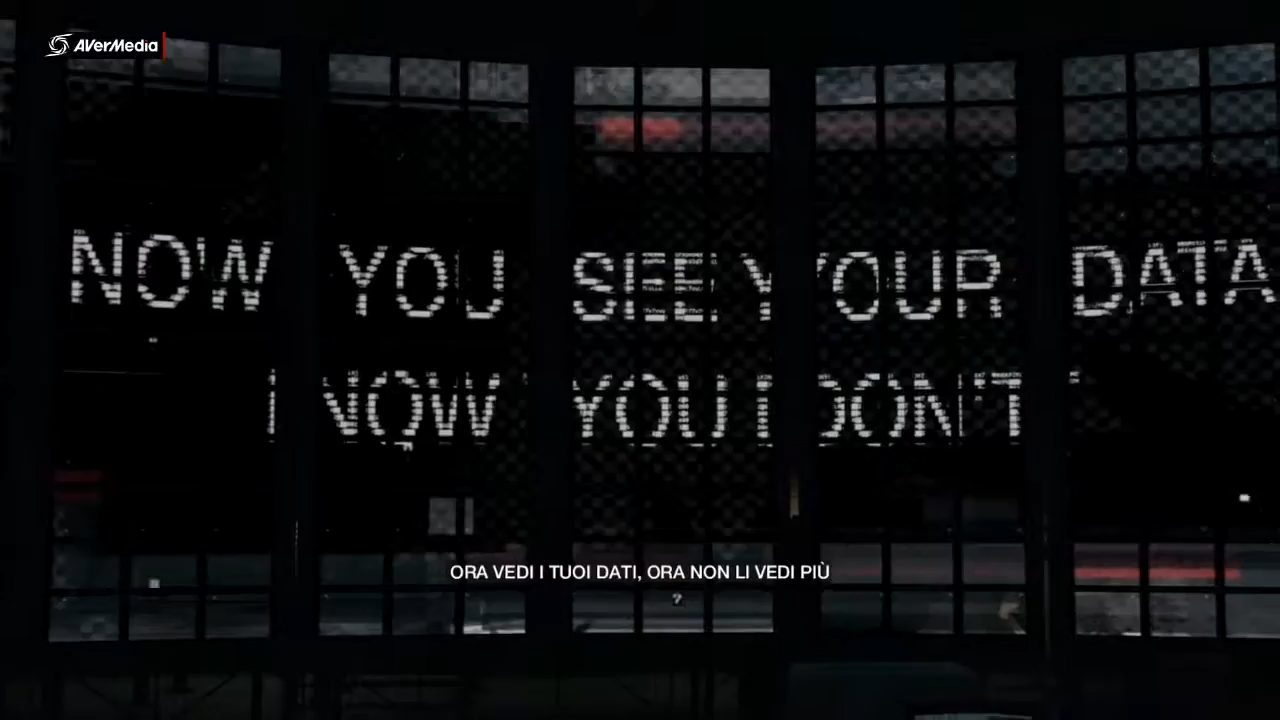 AVerMedia
NOW YOU SEE YOUR DATA
NOW YOU DON'T
ORA VEDI I TUOI DATI, ORA NON LI VEDI PIÙ